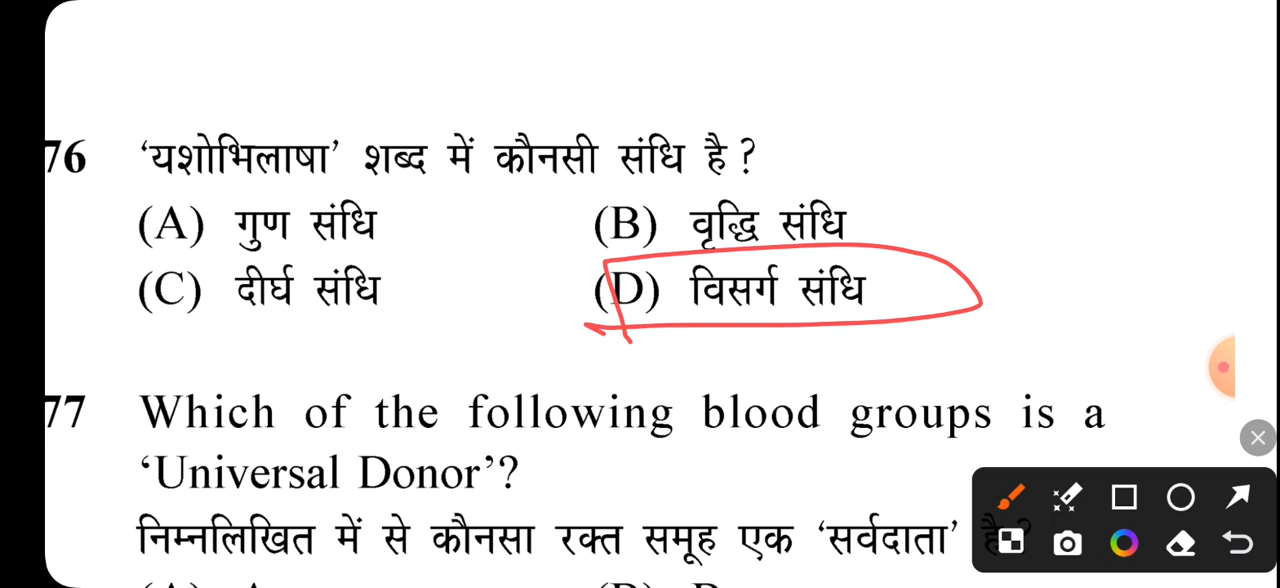 76 ‘यशोभिलाषा’ शब्द में कौनसी संधि है ?
(A) गुण संधि (B) वृद्धि संधि
(C) दीर्घ संधि (D) विसर्ग संधि
77 Which of the following blood groups is a
‘Universal Donor’?
निम्नलिखित में से कौनसा रक्त समूह एक ‘सर्वदाता’ है ?